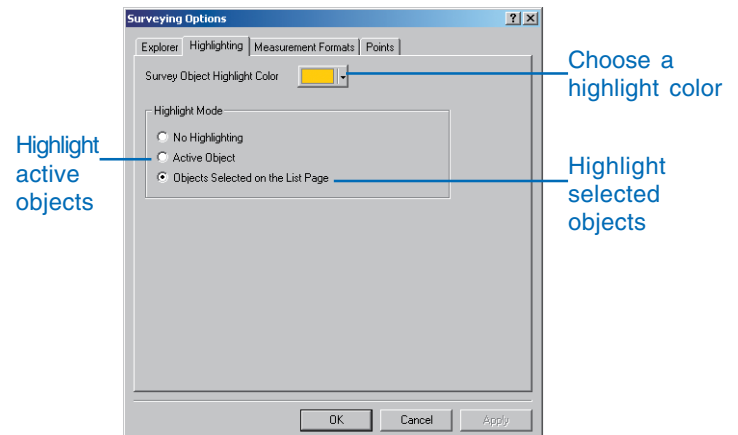 Surveying Options
Explorer Highlighting Measurement Formats Points
Survey Object Highlight Color
Choose a
highlight color
Highlight Mode
No Highlighting
Active Object
Objects Selected on the List Page
Highlight
active
objects
Highlight
selected
objects
OK Cancel Apply